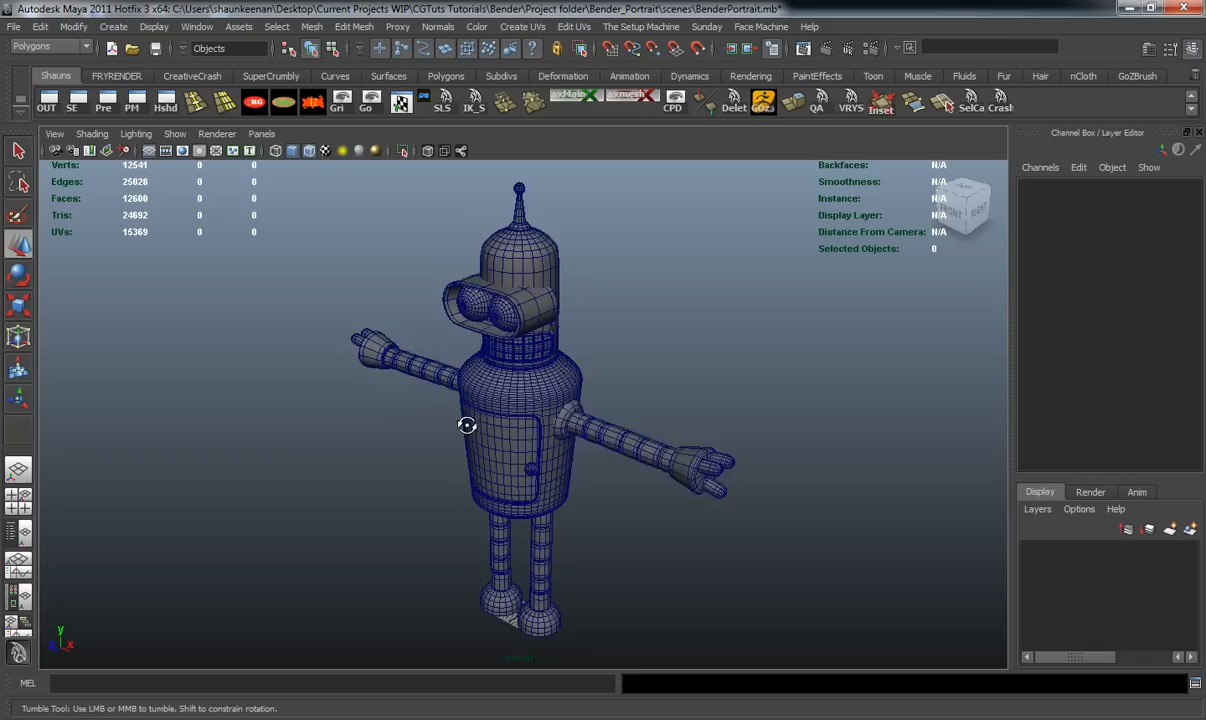 Autodesk Maya 2011 Hotfix 3 x64: C:\Users\shaunkeenan\Desktop\Current Projects WIP\CGTuts Tutorials\Bender\Project folder\Bender_Portrait\scenes\BenderPortrait.mb*
File Edit Modify Create Display Window Assets Select Mesh Edit Mesh Proxy Normals Color Create UVs Edit UVs The Setup Machine Muscle Face Machine Help
Polygons Objects
Shauns FRYRENDER CreativeCrash SuperCrumbly Curves Surfaces Polygons Subdivs Deformation Animation Dynamics Rendering PaintEffects Toon Muscle Fluids Fur Hair nCloth GoZBrush
OUT SE Pre PM Hshd Gri Go SLS IK_S axMain axmesh CPD Delet GOZ QA VRYS Inset SelCa Crash
View Shading Lighting Show Renderer Panels
Channel Box / Layer Editor
Channels Edit Object Show
Verts: 12541 0 0
Edges: 25028 0 0
Faces: 12600 0 0
Tris: 24692 0 0
UVs: 15369 0 0
Backfaces: N/A
Smoothness: N/A
Instance: N/A
Display Layer: N/A
Distance From Camera: N/A
Selected Objects: 0
FRONT RIGHT
Display Render Anim
Layers Options Help
y
x
persp
MEL
Tumble Tool: Use LMB or MMB to tumble. Shift to constrain rotation.